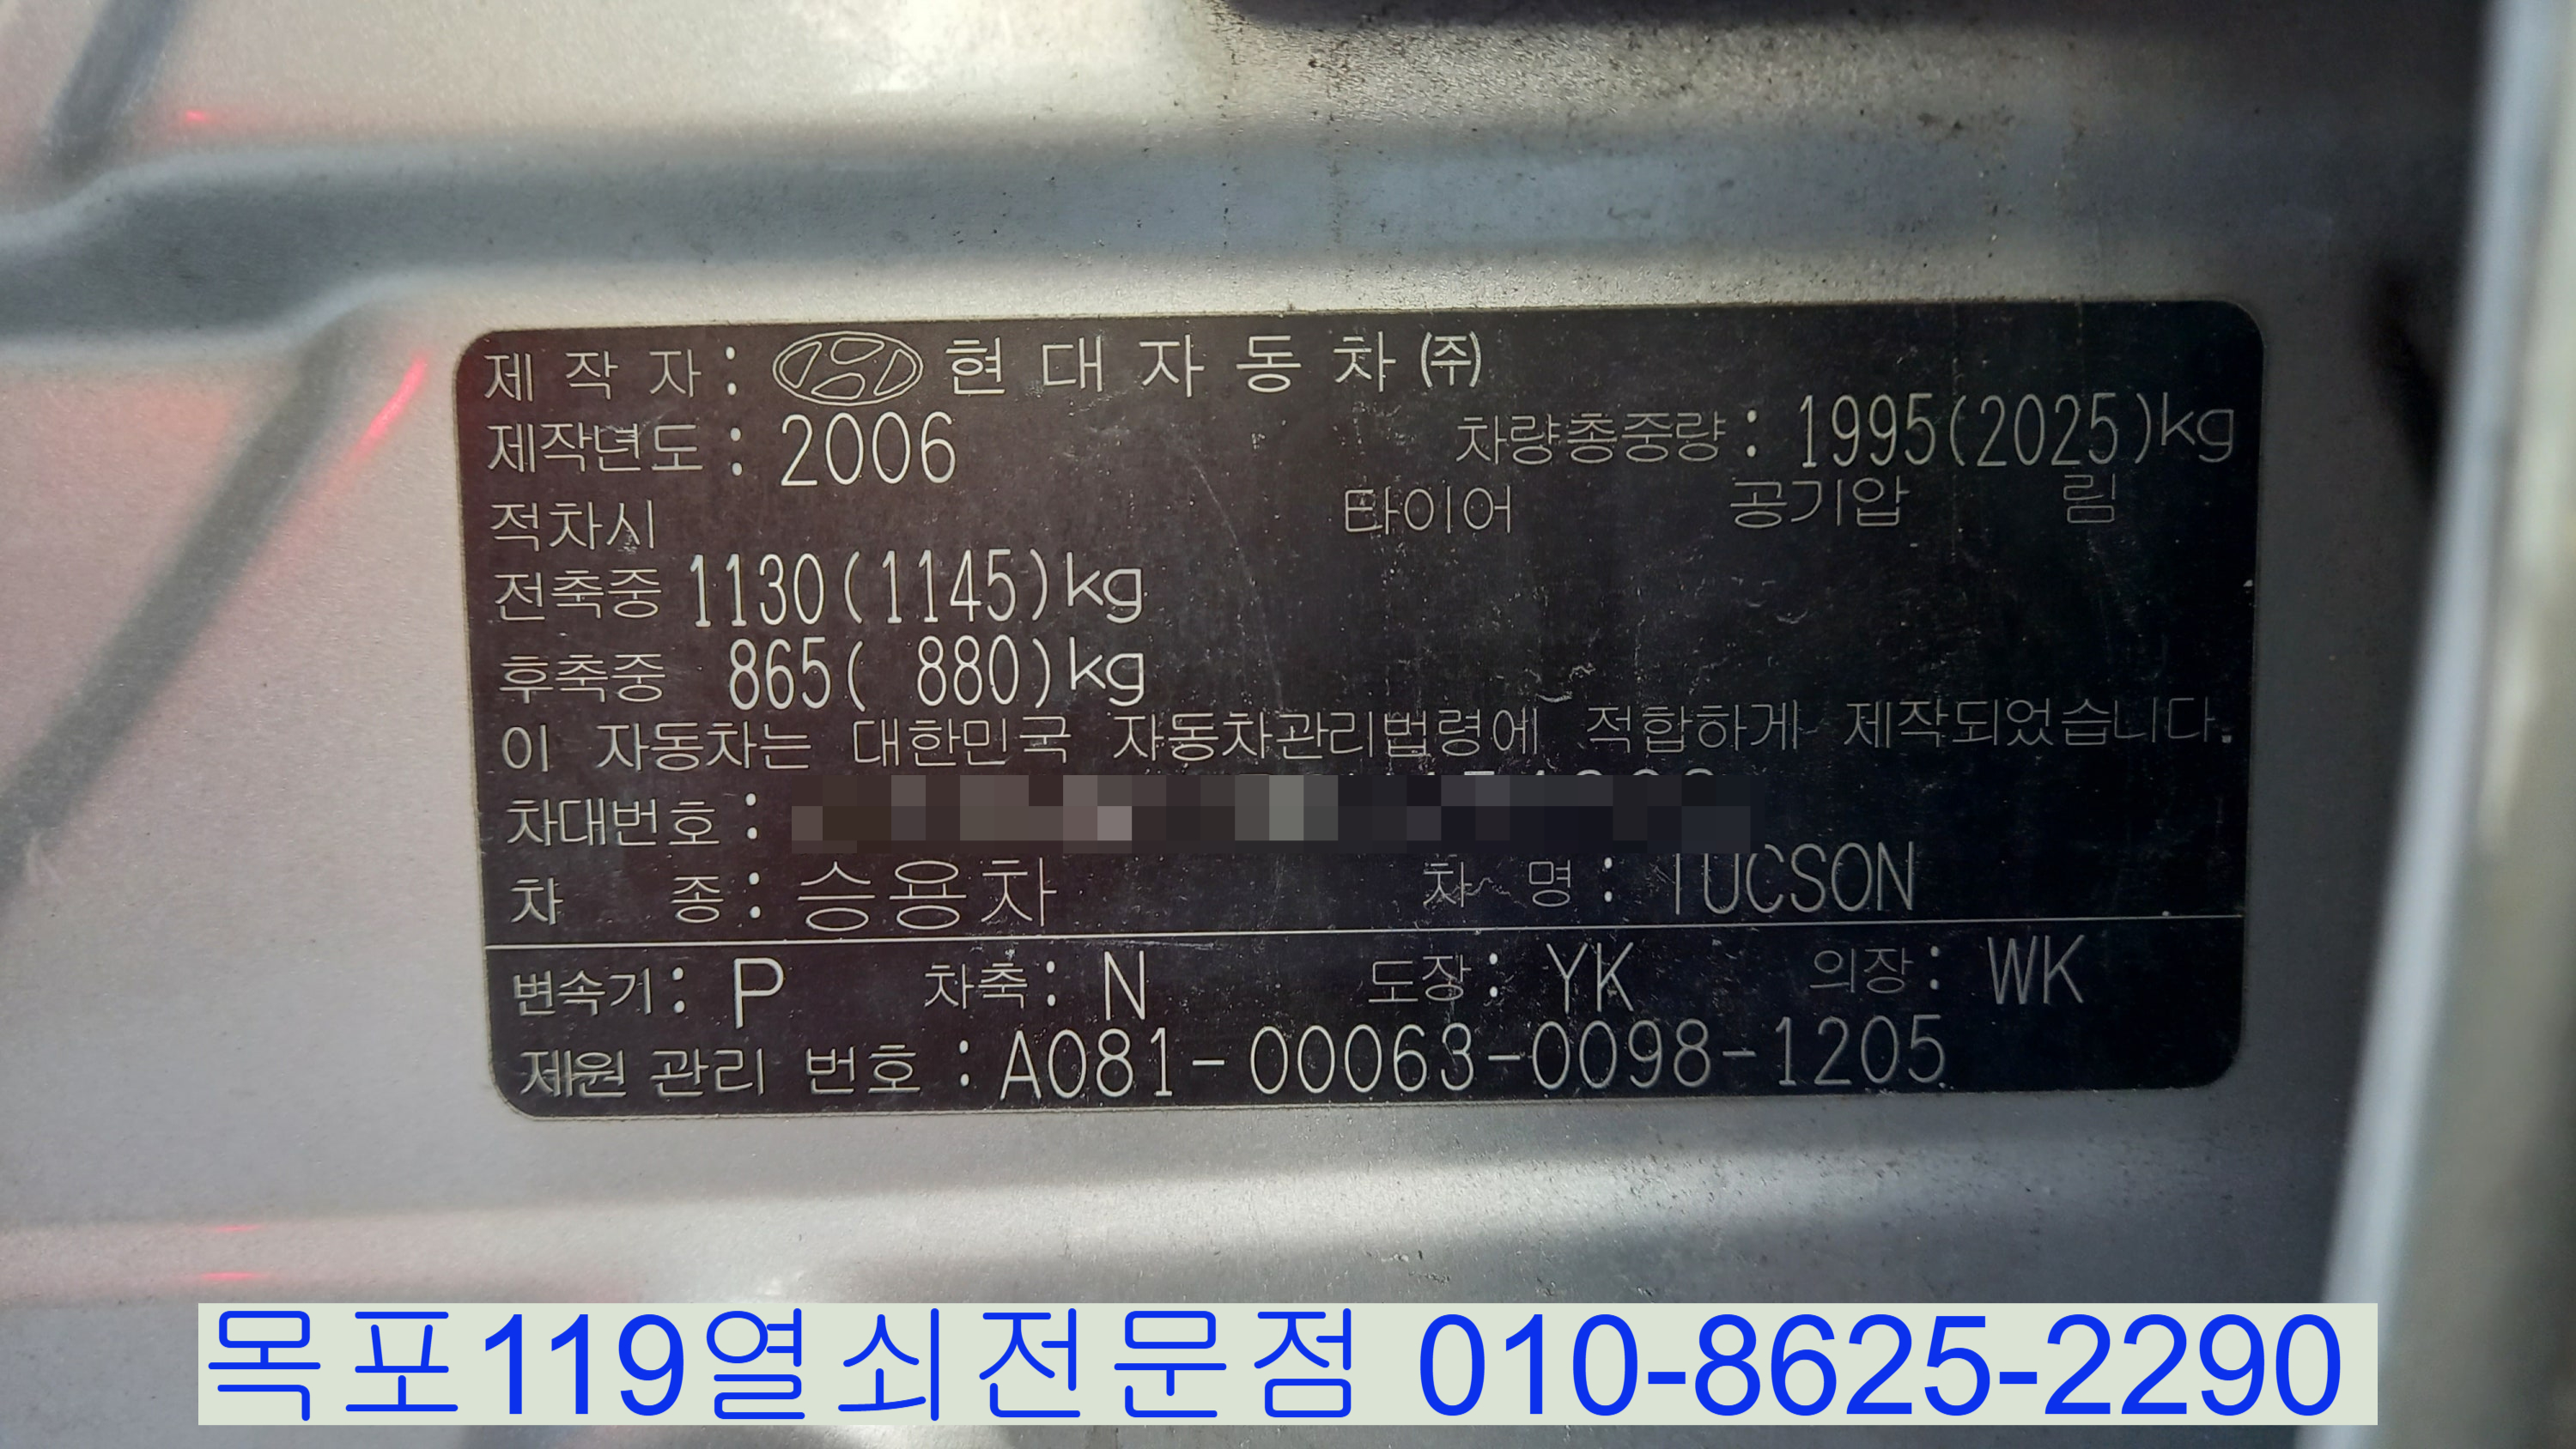 제 작 자 : 현 대 자 동 차 ㈜
제작년도 : 2006 차량총중량 : 1995(2025)kg
적차시 타이어 공기압 림
전축중 1130(1145)kg
후축중 865( 880)kg
이 자동차는 대한민국 자동차관리법령에 적합하게 제작되었습니다.
차대번호 :
차 종 : 승용차 차 명 : TUCSON
변속기 : P 차축 : N 도장 : YK 의장 : WK
제원 관리 번호 : A081-00063-0098-1205
목포119열쇠전문점 010-8625-2290